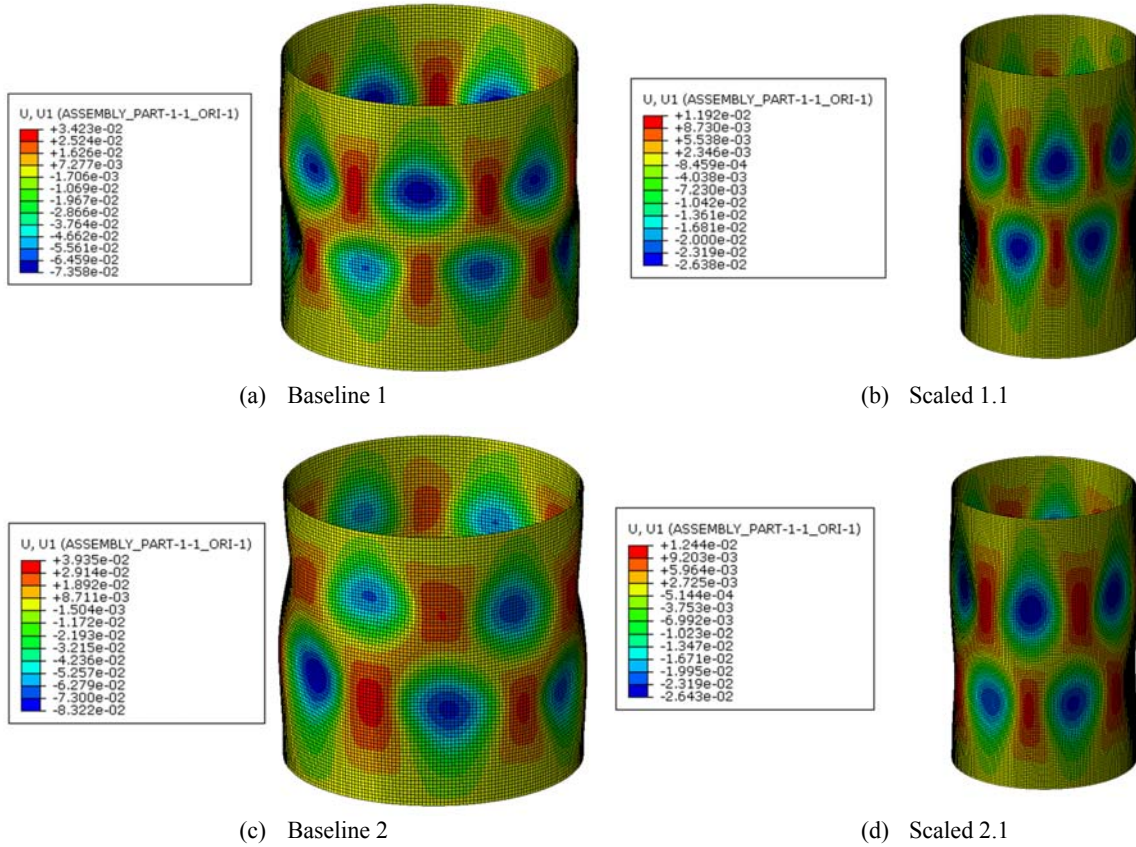 U, U1 (ASSEMBLY_PART-1-1_ORI-1)
+3.423e-02
+2.524e-02
+1.626e-02
+7.277e-03
-1.706e-03
-1.069e-02
-1.967e-02
-2.866e-02
-3.764e-02
-4.662e-02
-5.561e-02
-6.459e-02
-7.358e-02
(a) Baseline 1
U, U1 (ASSEMBLY_PART-1-1_ORI-1)
+1.192e-02
+8.730e-03
+5.538e-03
+2.346e-03
-8.459e-04
-4.038e-03
-7.230e-03
-1.042e-02
-1.361e-02
-1.681e-02
-2.000e-02
-2.319e-02
-2.638e-02
(b) Scaled 1.1
U, U1 (ASSEMBLY_PART-1-1_ORI-1)
+3.935e-02
+2.914e-02
+1.892e-02
+8.711e-03
-1.504e-03
-1.172e-02
-2.193e-02
-3.215e-02
-4.236e-02
-5.257e-02
-6.279e-02
-7.300e-02
-8.322e-02
(c) Baseline 2
U, U1 (ASSEMBLY_PART-1-1_ORI-1)
+1.244e-02
+9.203e-03
+5.964e-03
+2.725e-03
-5.144e-04
-3.753e-03
-6.992e-03
-1.023e-02
-1.347e-02
-1.671e-02
-1.995e-02
-2.319e-02
-2.643e-02
(d) Scaled 2.1